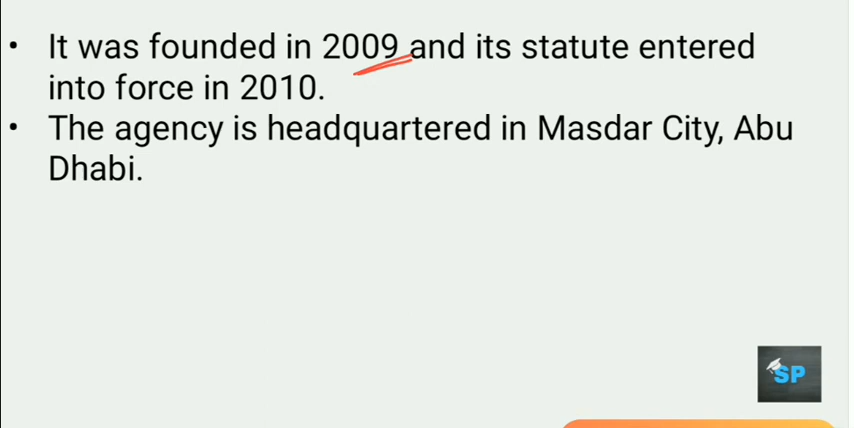 • It was founded in 2009 and its statute entered
into force in 2010.
• The agency is headquartered in Masdar City, Abu
Dhabi.
SP